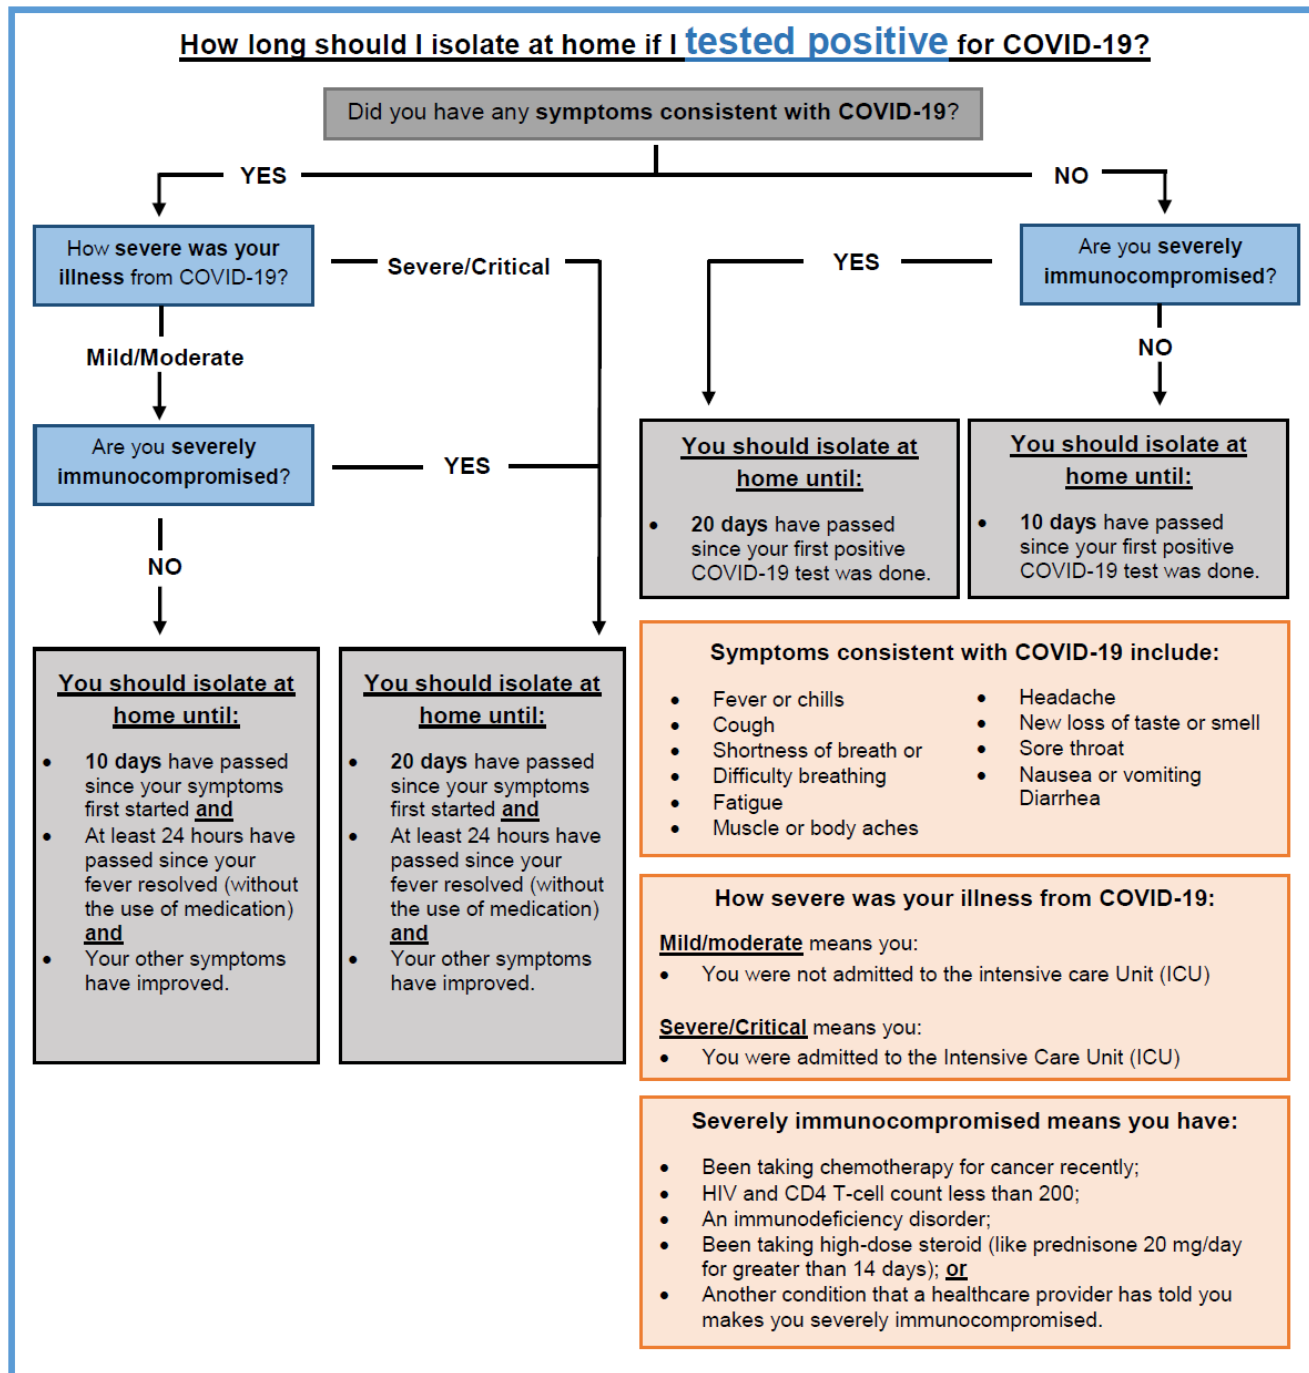 How long should I isolate at home if I tested positive for COVID-19?
Did you have any symptoms consistent with COVID-19?
YES
NO
How severe was your
illness from COVID-19?
Severe/Critical
YES
Are you severely
immunocompromised?
Mild/Moderate
NO
Are you severely
immunocompromised?
YES
NO
You should isolate at
home until:
• 20 days have passed
since your first positive
COVID-19 test was done.
You should isolate at
home until:
• 10 days have passed
since your first positive
COVID-19 test was done.
You should isolate at
home until:
• 10 days have passed
since your symptoms
first started and
• At least 24 hours have
passed since your
fever resolved (without
the use of medication)
and
• Your other symptoms
have improved.
You should isolate at
home until:
• 20 days have passed
since your symptoms
first started and
• At least 24 hours have
passed since your
fever resolved (without
the use of medication)
and
• Your other symptoms
have improved.
Symptoms consistent with COVID-19 include:
• Fever or chills
• Cough
• Shortness of breath or
• Difficulty breathing
• Fatigue
• Muscle or body aches
• Headache
• New loss of taste or smell
• Sore throat
• Nausea or vomiting
Diarrhea
How severe was your illness from COVID-19:
Mild/moderate means you:
• You were not admitted to the intensive care Unit (ICU)
Severe/Critical means you:
• You were admitted to the Intensive Care Unit (ICU)
Severely immunocompromised means you have:
• Been taking chemotherapy for cancer recently;
• HIV and CD4 T-cell count less than 200;
• An immunodeficiency disorder;
• Been taking high-dose steroid (like prednisone 20 mg/day
for greater than 14 days); or
• Another condition that a healthcare provider has told you
makes you severely immunocompromised.